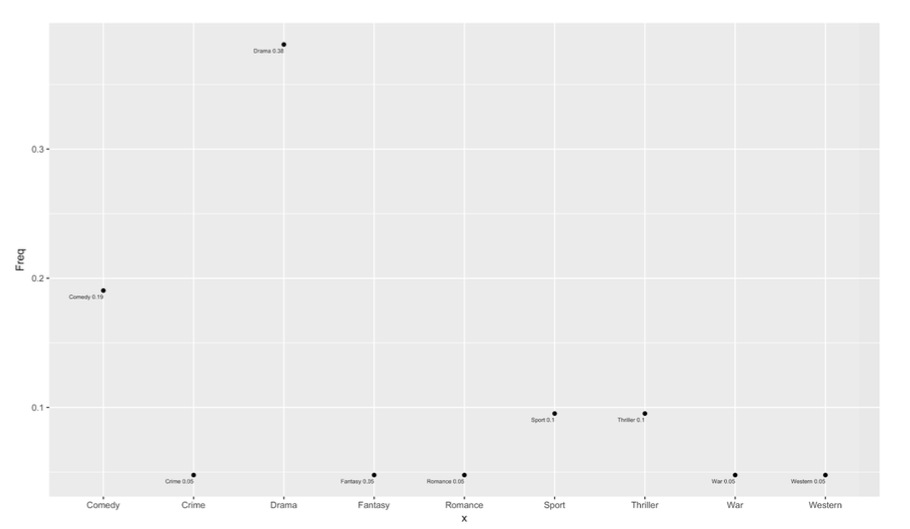 Drama 0.38
0.3
Freq
0.2
Comedy 0.19
0.1
Sport 0.1
Thriller 0.1
Crime 0.05
Fantasy 0.05
Romance 0.05
War 0.05
Western 0.05
Comedy Crime Drama Fantasy Romance Sport Thriller War Western
x